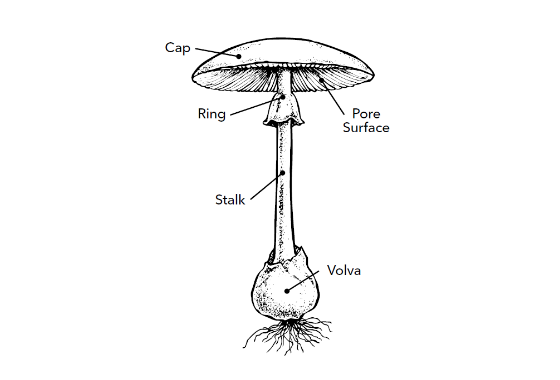 Cap
Ring
Pore
Surface
Stalk
Volva